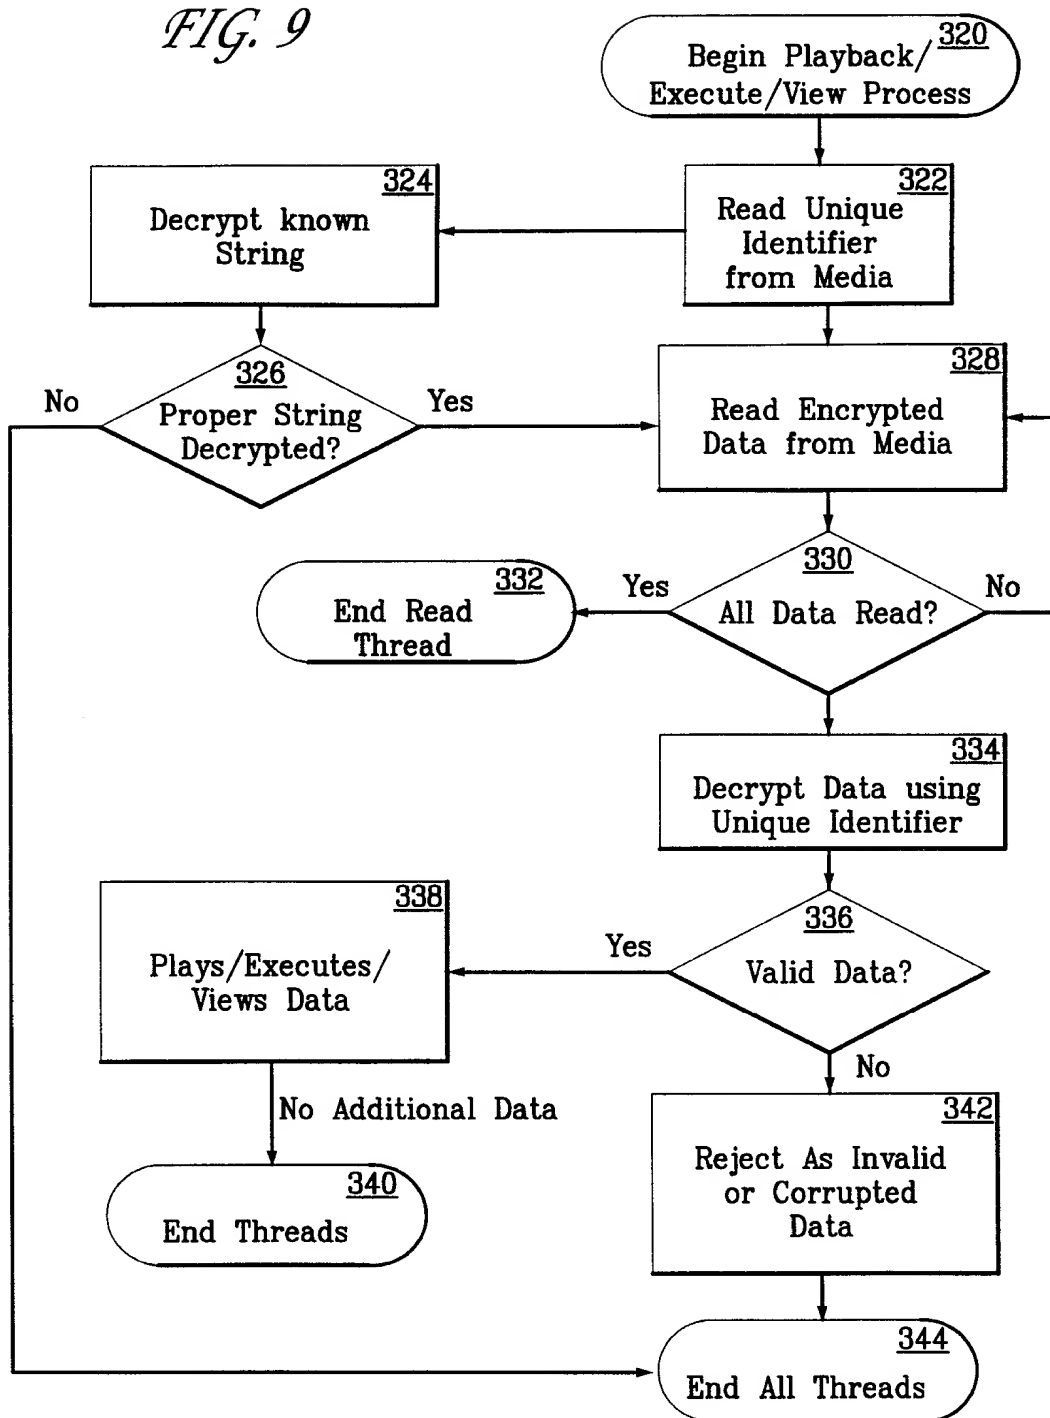 FIG. 9
320
Begin Playback/
Execute/View Process
324
Decrypt known
String
322
Read Unique
Identifier
from Media
326
Proper String
Decrypted?
No
Yes
328
Read Encrypted
Data from Media
330
All Data Read?
Yes
No
332
End Read
Thread
334
Decrypt Data using
Unique Identifier
336
Valid Data?
Yes
No
338
Plays/Executes/
Views Data
No Additional Data
340
End Threads
342
Reject As Invalid
or Corrupted
Data
344
End All Threads